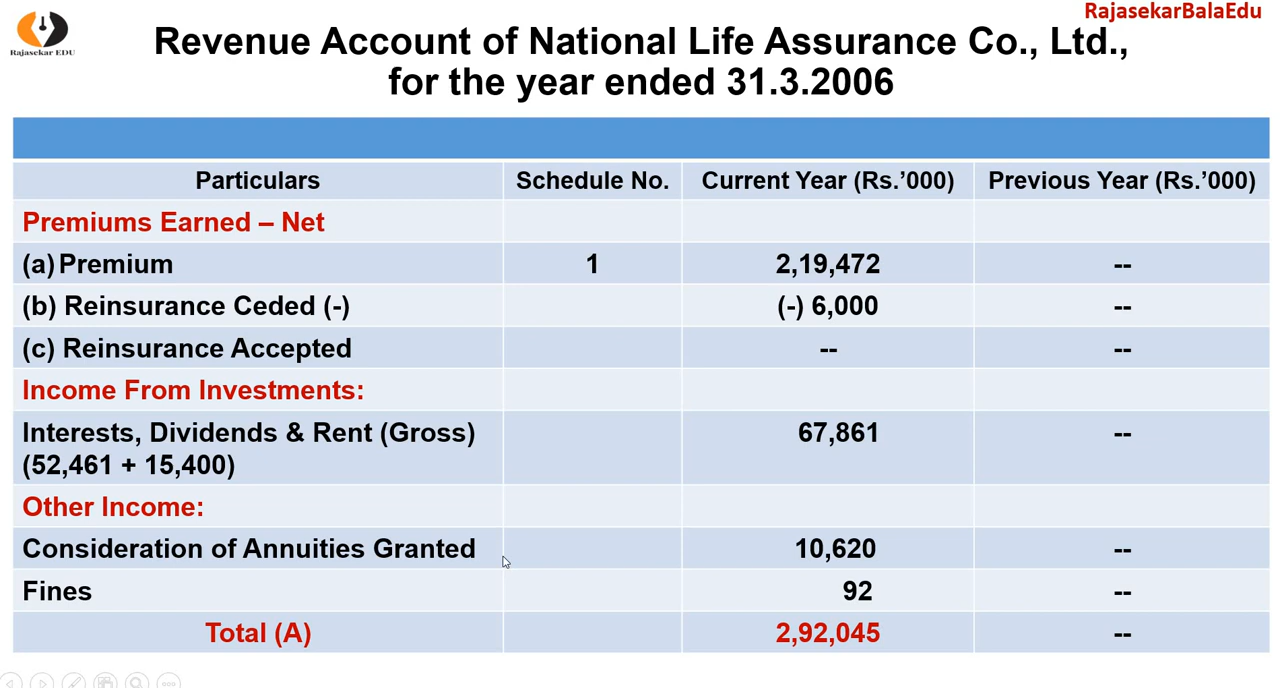 RajasekarBalaEdu
Rajasekar EDU
Revenue Account of National Life Assurance Co., Ltd.,
for the year ended 31.3.2006
Particulars Schedule No. Current Year (Rs.’000) Previous Year (Rs.’000)
Premiums Earned – Net
(a) Premium 1 2,19,472 --
(b) Reinsurance Ceded (-) (-) 6,000 --
(c) Reinsurance Accepted -- --
Income From Investments:
Interests, Dividends & Rent (Gross) 67,861 --
(52,461 + 15,400)
Other Income:
Consideration of Annuities Granted 10,620 --
Fines 92 --
Total (A) 2,92,045 --